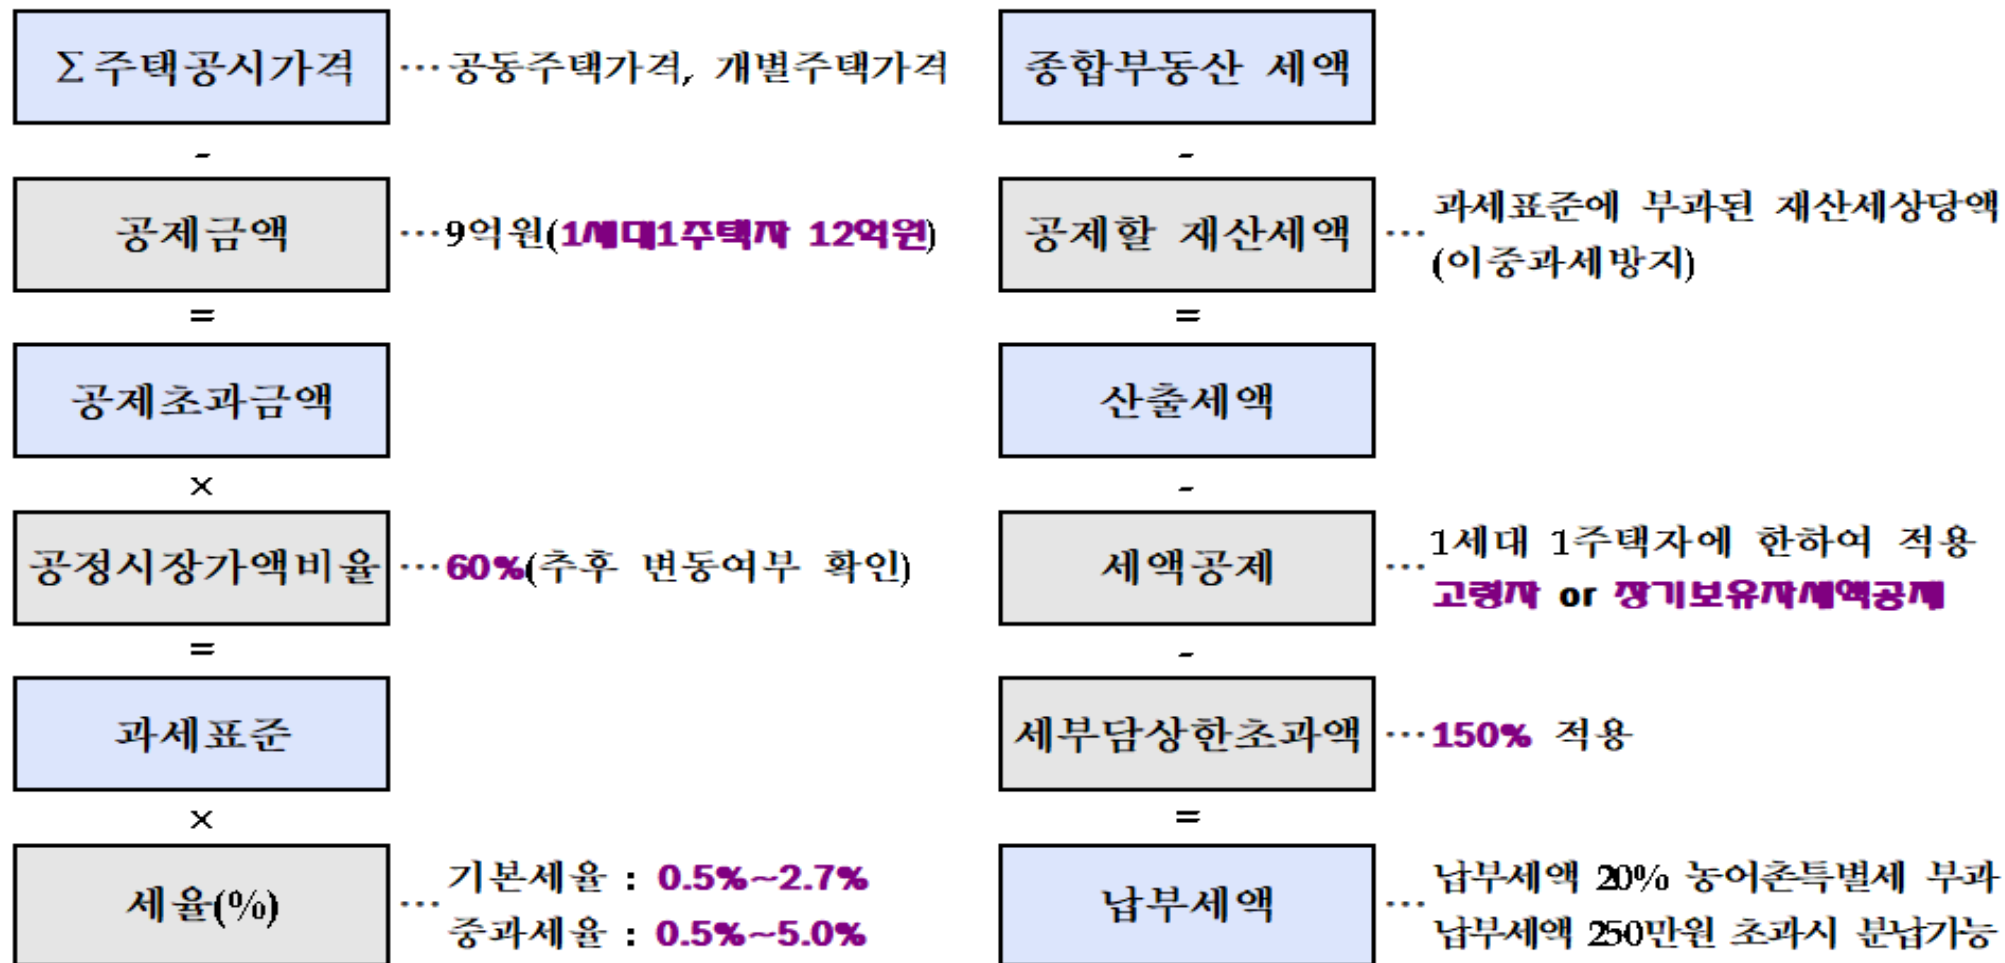 ∑주택공시가격 …공동주택가격, 개별주택가격
-
공제금액 …9억원(1세대1주택자 12억원)
=
공제초과금액
×
공정시장가액비율 …60%(추후 변동여부 확인)
=
과세표준
×
세율(%) …
기본세율 : 0.5%~2.7%
중과세율 : 0.5%~5.0%
종합부동산 세액
-
공제할 재산세액 …
과세표준에 부과된 재산세상당액
(이중과세방지)
=
산출세액
-
세액공제 …
1세대 1주택자에 한하여 적용
고령자 or 장기보유자세액공제
-
세부담상한초과액 …150% 적용
=
납부세액 …
납부세액 20% 농어촌특별세 부과
납부세액 250만원 초과시 분납가능